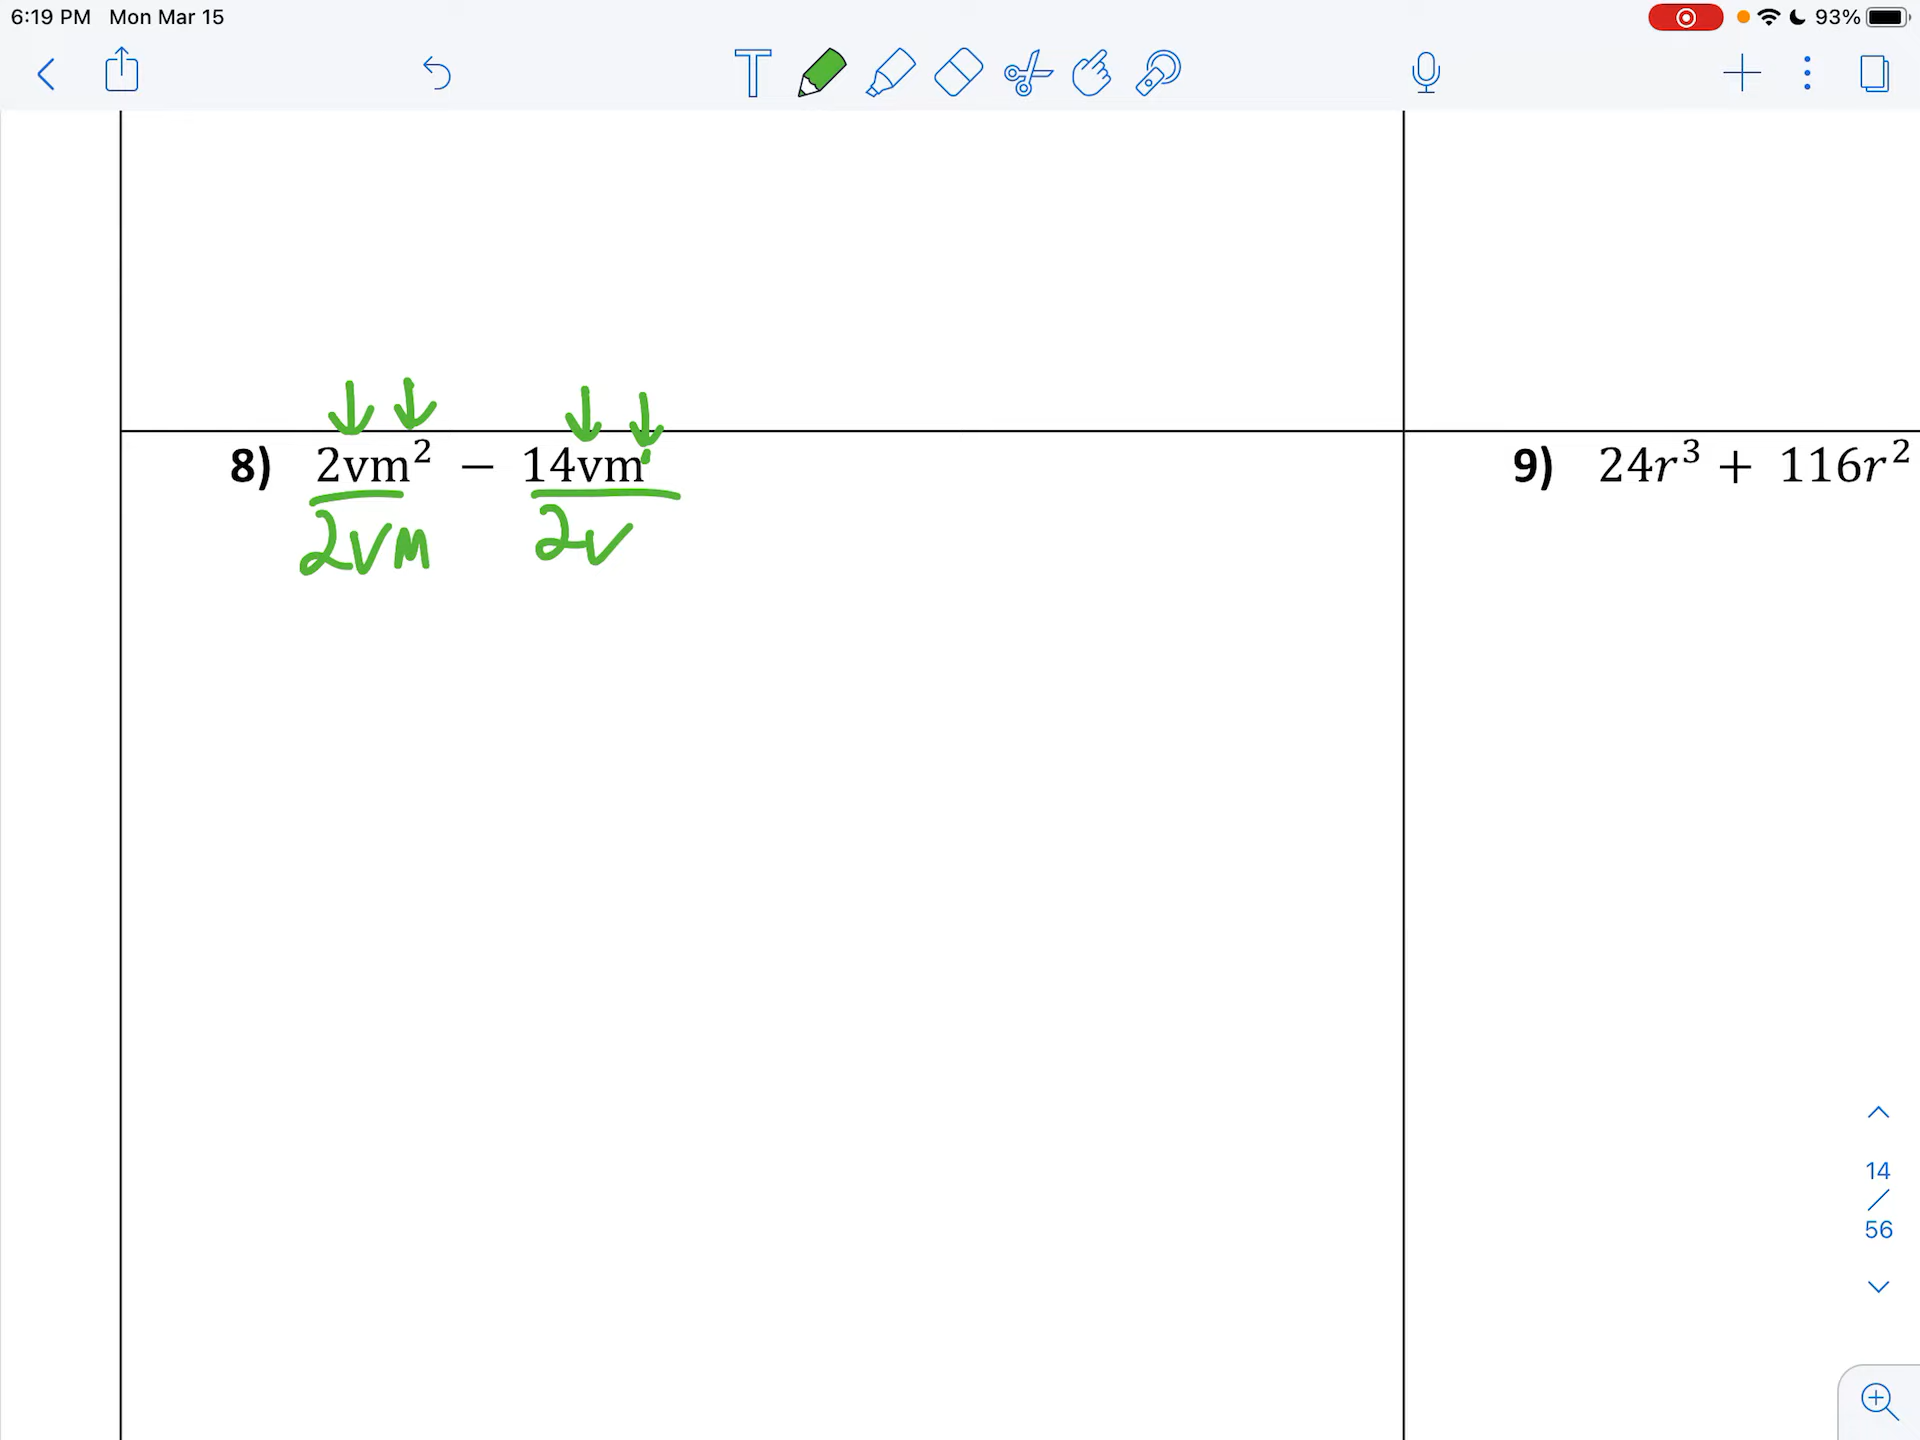 6:19 PM Mon Mar 15
93%
T
8) 2vm² − 14vm
2vm 2v
9) 24r³ + 116r²
14
/
56